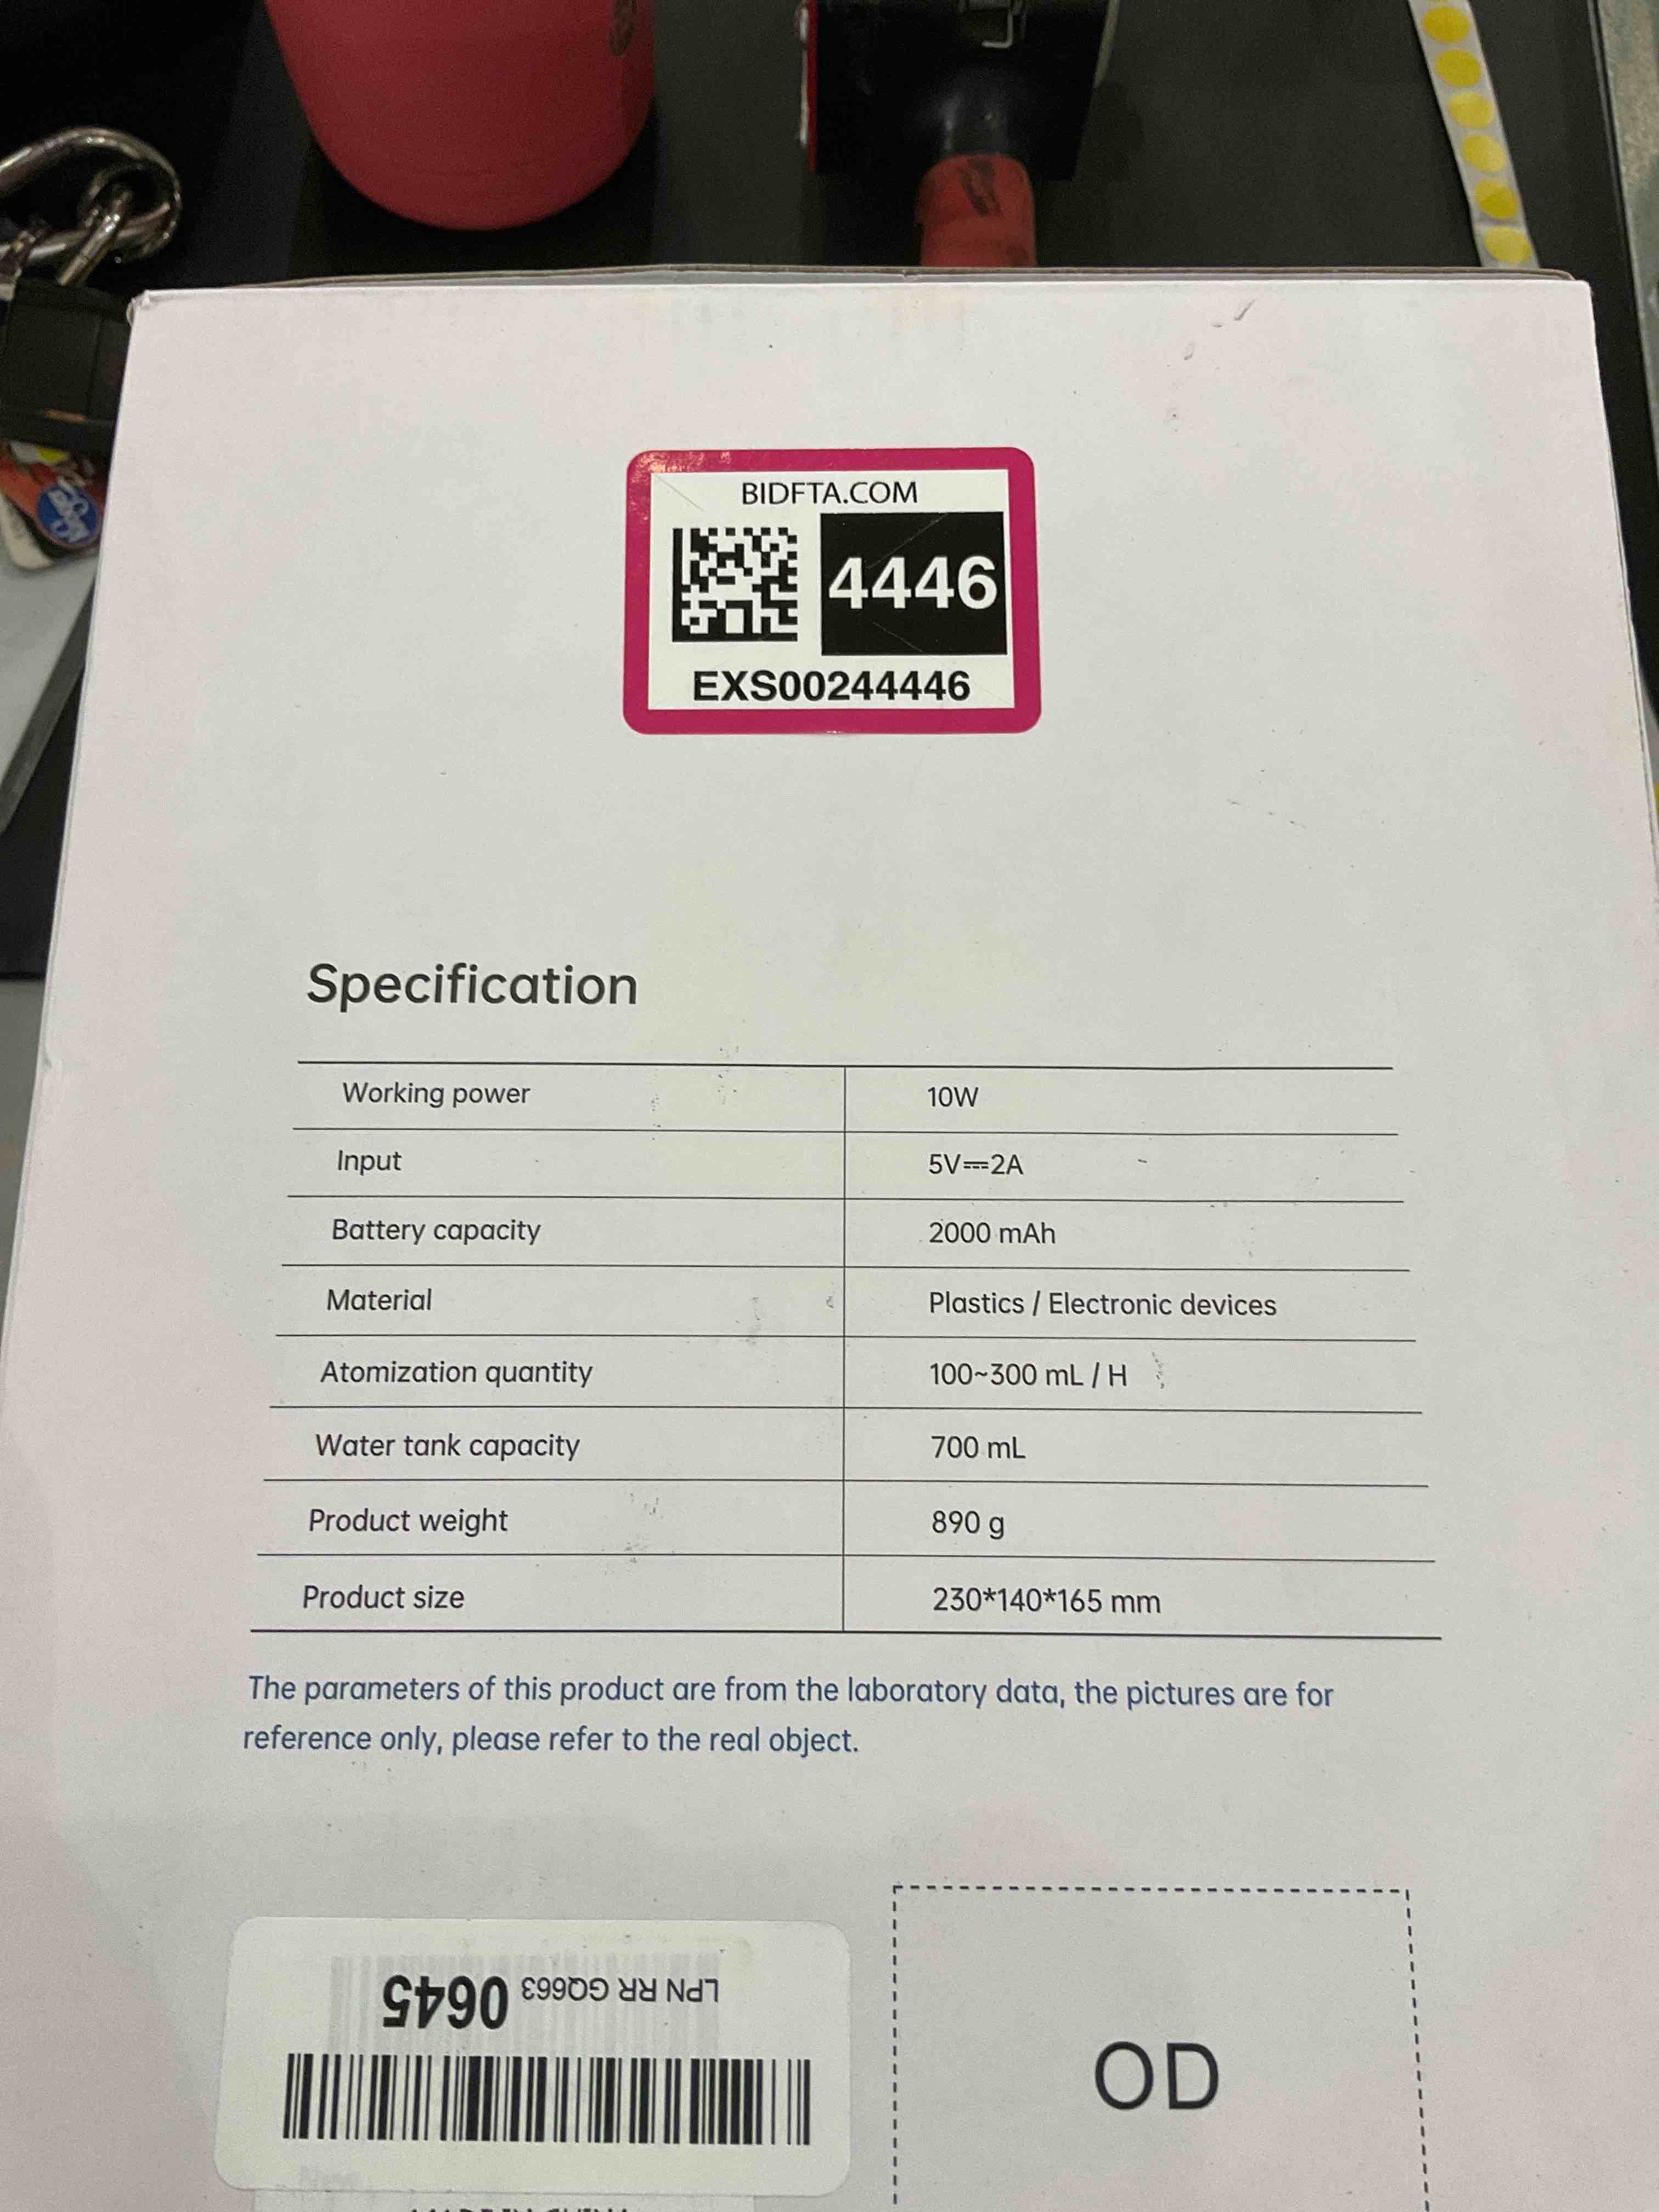 BIDFTA.COM
4446
EXS00244446
Specification
Working power 10W
Input 5V⎓2A
Battery capacity 2000 mAh
Material Plastics / Electronic devices
Atomization quantity 100~300 mL / H
Water tank capacity 700 mL
Product weight 890 g
Product size 230*140*165 mm
The parameters of this product are from the laboratory data, the pictures are for
reference only, please refer to the real object.
LPN RR GQ663 0645
OD